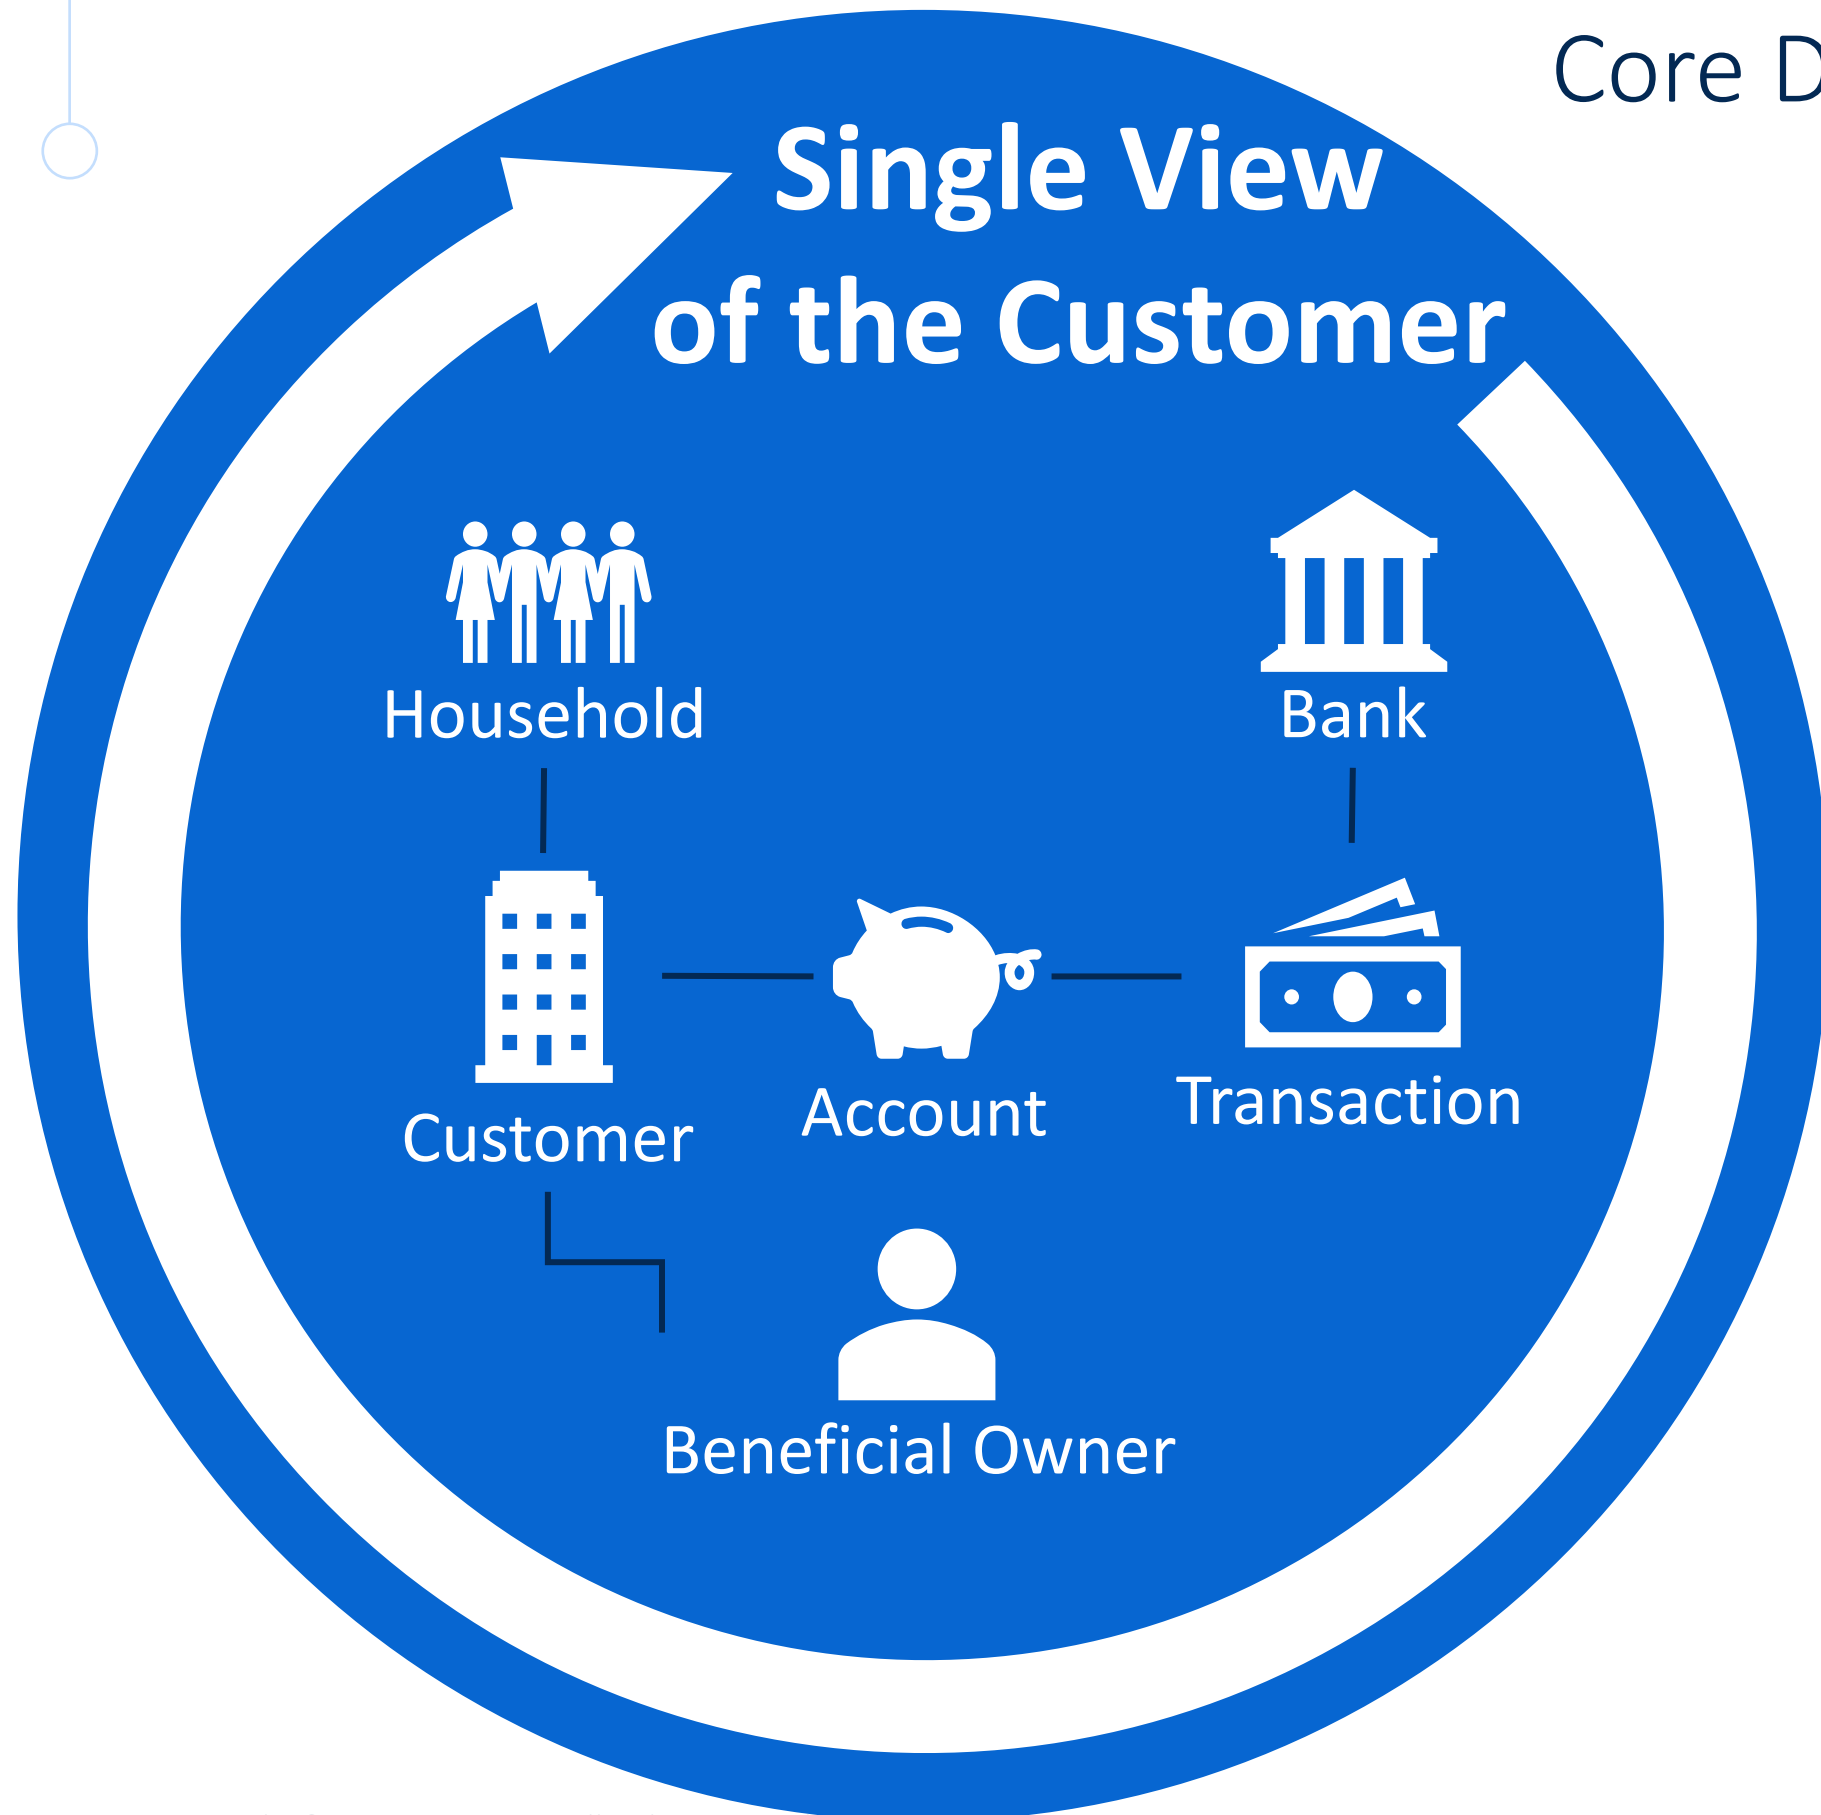 Core D
Single View
of the Customer
Household
Bank
Customer
Account
Transaction
Beneficial Owner